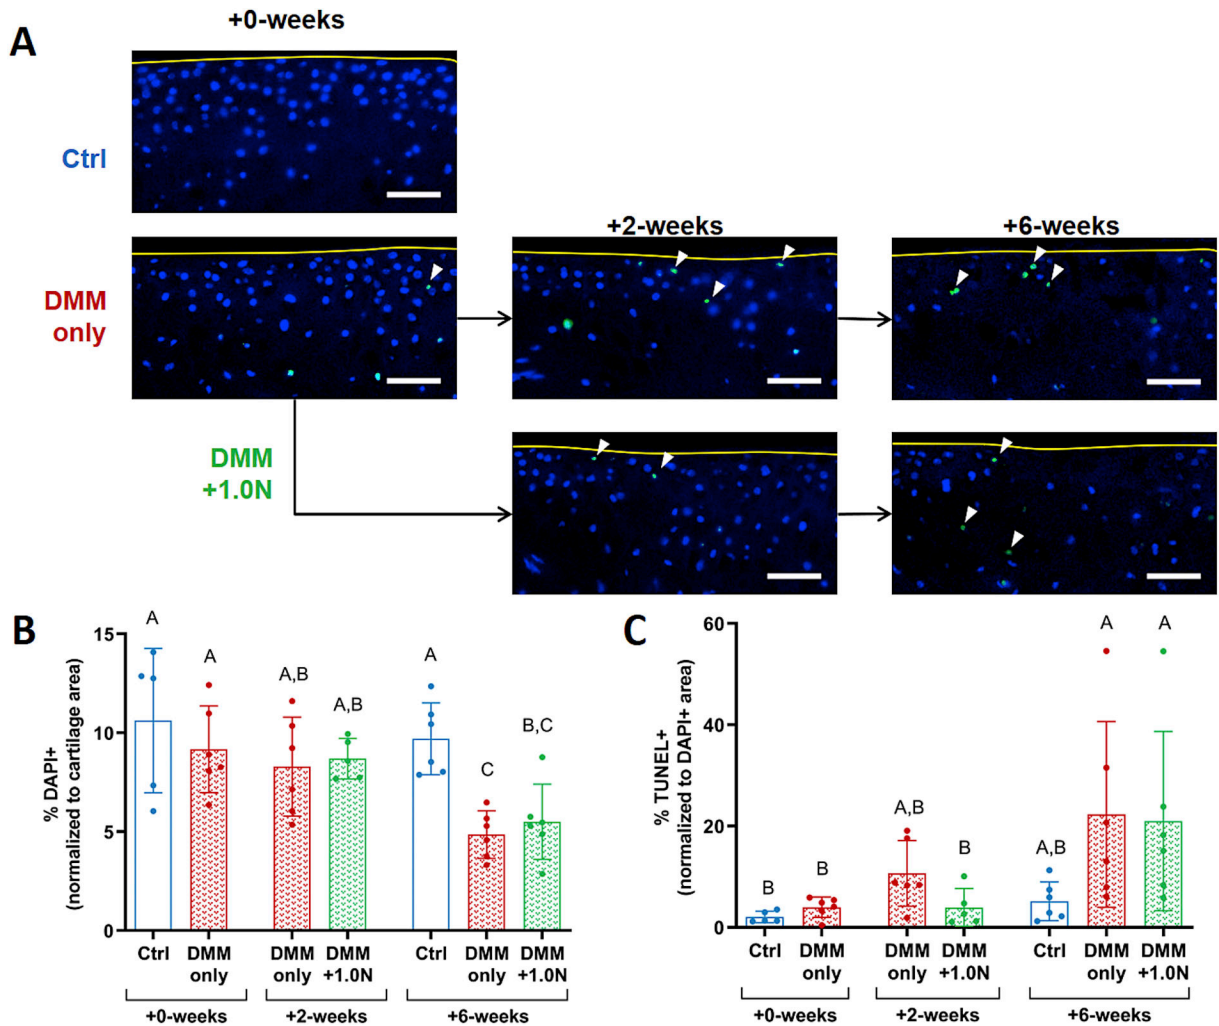 A
+0-weeks
Ctrl
+2-weeks
+6-weeks
DMM
only
DMM
+1.0N
B
% DAPI+
(normalized to cartilage area)
15
10
5
0
A
A
A,B
A,B
A
C
B,C
Ctrl
DMM
only
DMM
only
DMM
+1.0N
Ctrl
DMM
only
DMM
+1.0N
+0-weeks
+2-weeks
+6-weeks
C
% TUNEL+
(normalized to DAPI+ area)
60
40
20
0
B
B
A,B
B
A,B
A
A
Ctrl
DMM
only
DMM
only
DMM
+1.0N
Ctrl
DMM
only
DMM
+1.0N
+0-weeks
+2-weeks
+6-weeks